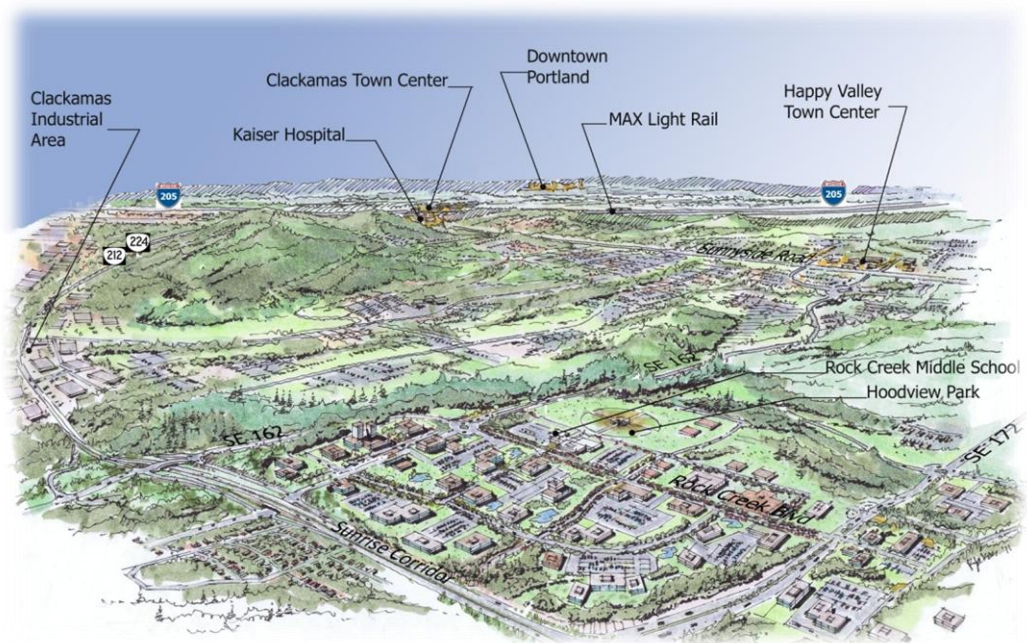 Downtown
Portland
Clackamas Town Center
Happy Valley
Town Center
Clackamas
Industrial
Area
MAX Light Rail
Kaiser Hospital
205
205
224
212
Sunnyside Road
SE 162
Rock Creek Middle School
Hoodview Park
SE 162
SE 172
Rock Creek Blvd
Sunrise Corridor